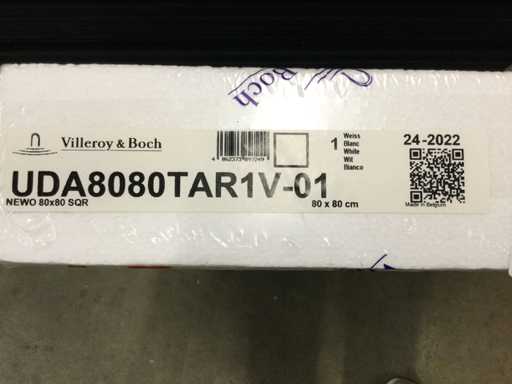 Boch
Villeroy & Boch
1
Weiss
Blanc
White
Wit
Bianco
24-2022
UDA8080TAR1V-01
NEWO 80x80 SQR
80 x 80 cm
Made in Belgium